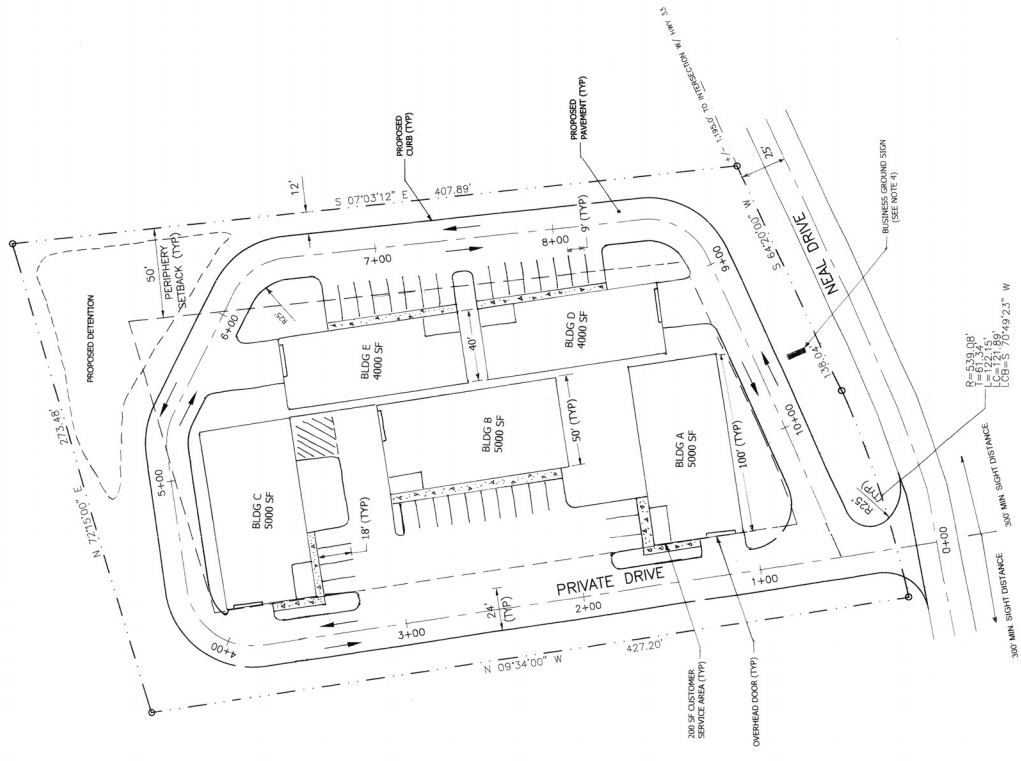 +/- 1,195.0' TO INTERSECTION W/ HWY 33
PROPOSED
CURB (TYP)
PROPOSED
PAVEMENT (TYP)
S 07°03'12" E 407.89'
12'
25'
50'
PERIPHERY
SETBACK (TYP)
PROPOSED DETENTION
N 72°15'00" E
273.48'
9' (TYP)
8+00
7+00
6+00
5+00
4+00
3+00
2+00
1+00
0+00
9+00
10+00
R25'
BLDG E
4000 SF
40'
BLDG D
4000 SF
BLDG B
5000 SF
50' (TYP)
BLDG A
5000 SF
100' (TYP)
BLDG C
5000 SF
18' (TYP)
24'
(TYP)
PRIVATE DRIVE
N 09°34'00" W
427.20'
S 64°20'00" W
138.04'
NEAL DRIVE
BUSINESS GROUND SIGN
(SEE NOTE 4)
R25'
(TYP)
R=539.08'
T=61.34'
L=122.15'
LC=121.89'
LCB=S 70°49'23" W
300' MIN. SIGHT DISTANCE
300' MIN. SIGHT DISTANCE
200 SF CUSTOMER
SERVICE AREA (TYP)
OVERHEAD DOOR (TYP)